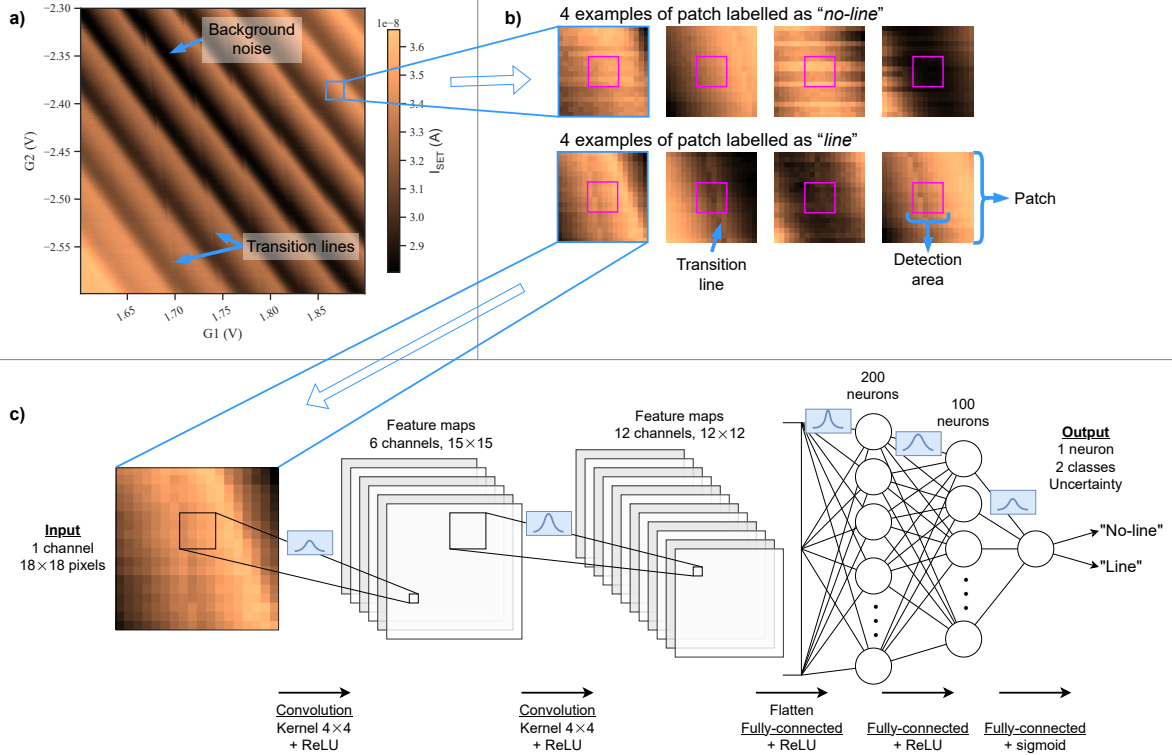 a)
Background
noise
Transition lines
−2.30
−2.35
−2.40
−2.45
−2.50
−2.55
G2 (V)
1.65
1.70
1.75
1.80
1.85
G1 (V)
1e−8
3.6
3.5
3.4
3.3
3.2
3.1
3.0
2.9
I_SET (A)
b)
4 examples of patch labelled as “no-line”
4 examples of patch labelled as “line”
Patch
Transition
line
Detection
area
c)
Input
1 channel
18×18 pixels
Feature maps
6 channels, 15×15
Feature maps
12 channels, 12×12
200
neurons
100
neurons
Output
1 neuron
2 classes
Uncertainty
"No-line"
"Line"
Convolution
Kernel 4×4
+ ReLU
Convolution
Kernel 4×4
+ ReLU
Flatten
Fully-connected
+ ReLU
Fully-connected
+ ReLU
Fully-connected
+ sigmoid